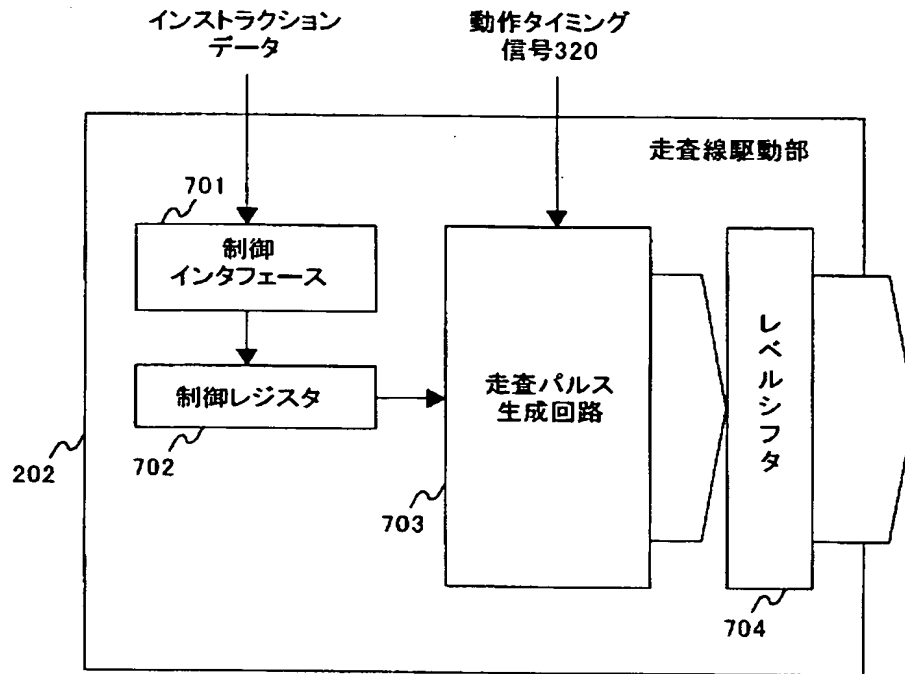 インストラクション
データ
動作タイミング
信号320
走査線駆動部
701
制御
インタフェース
制御レジスタ
702
走査パルス
生成回路
703
レベルシフタ
704
202